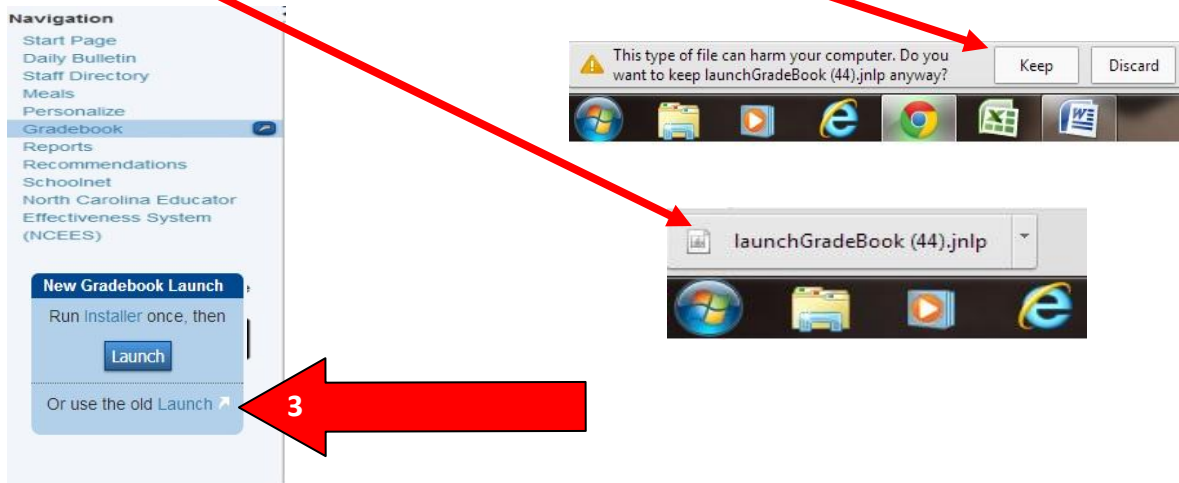 Navigation
Start Page
Daily Bulletin
Staff Directory
Meals
Personalize
Gradebook
Reports
Recommendations
Schoolnet
North Carolina Educator
Effectiveness System
(NCEES)
New Gradebook Launch
Run Installer once, then
Launch
Or use the old Launch
3
This type of file can harm your computer. Do you
want to keep launchGradeBook (44).jnlp anyway?
Keep
Discard
launchGradeBook (44).jnlp